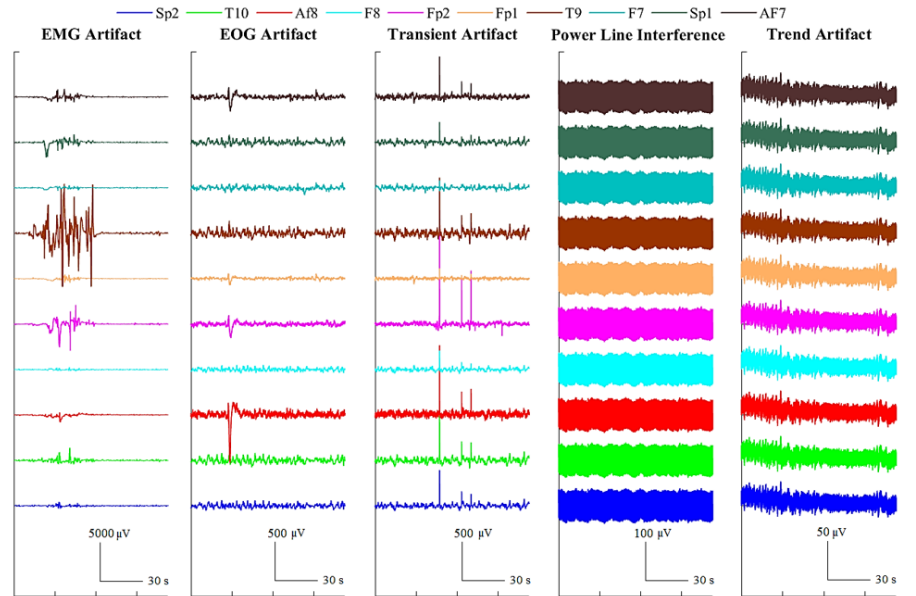 Sp2 T10 Af8 F8 Fp2 Fp1 T9 F7 Sp1 AF7
EMG Artifact EOG Artifact Transient Artifact Power Line Interference Trend Artifact
5000 µV 500 µV 500 µV 100 µV 50 µV
30 s 30 s 30 s 30 s 30 s